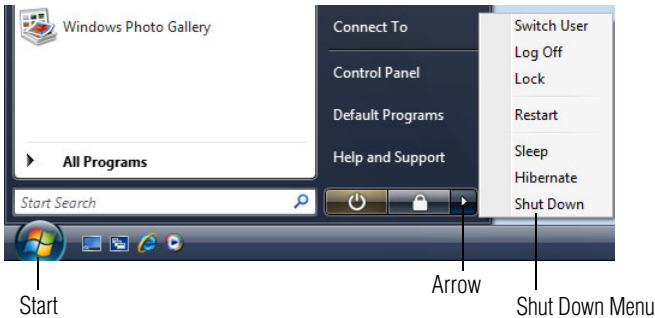 Windows Photo Gallery
All Programs
Start Search
Connect To
Control Panel
Default Programs
Help and Support
Switch User
Log Off
Lock
Restart
Sleep
Hibernate
Shut Down
Start
Arrow
Shut Down Menu